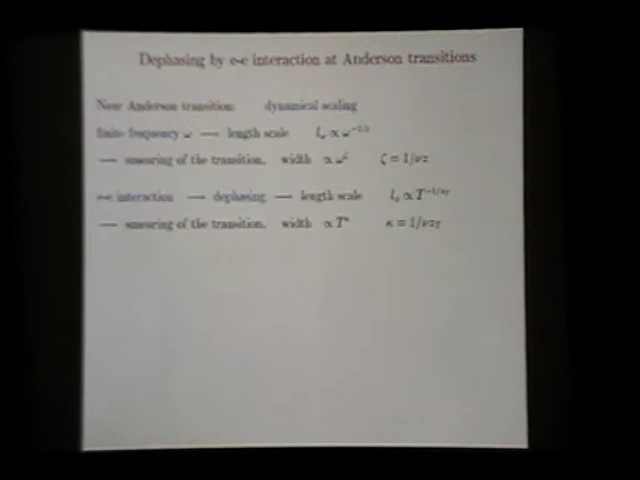 Dephasing by e-e interaction at Anderson transitions
Near Anderson transition dynamical scaling
finite frequency ω → length scale l_ω ∝ ω^{-1/z}
→ smearing of the transition, width ∝ ω^ζ ζ = 1/νz
e-e interaction → dephasing → length scale l_φ ∝ T^{-1/z_T}
→ smearing of the transition, width ∝ T^κ κ = 1/νz_T